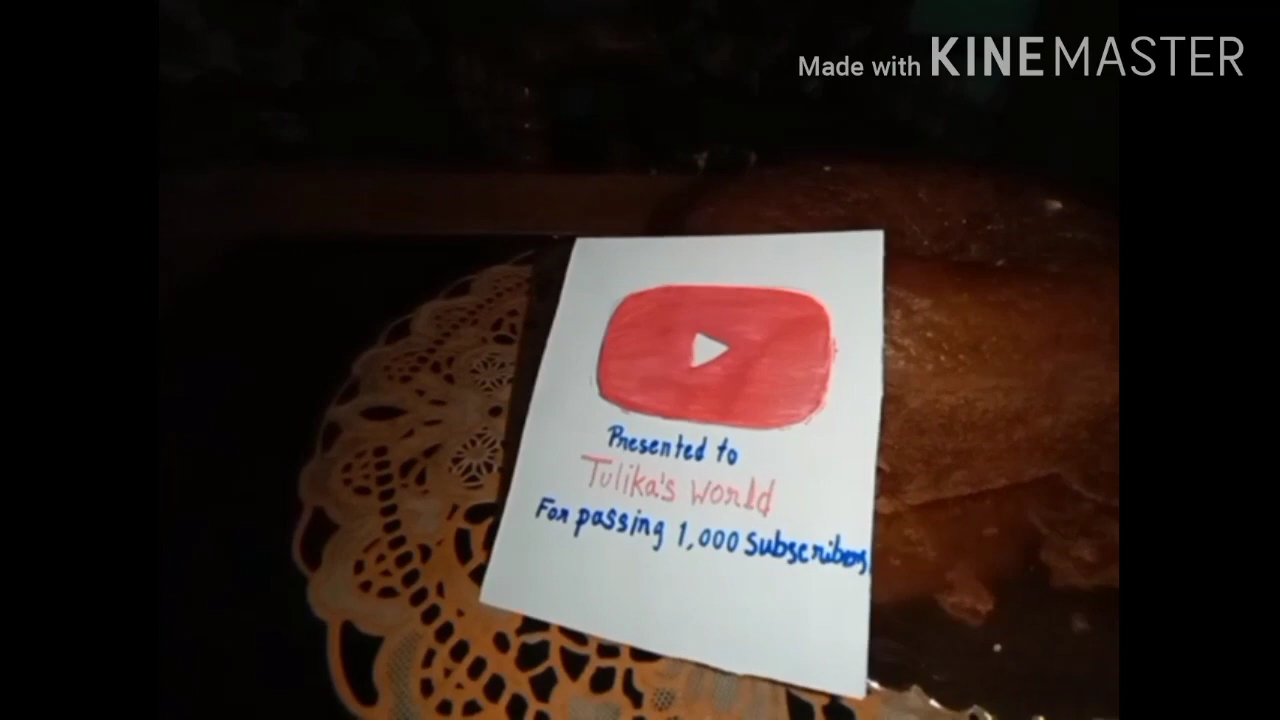 Made with KINEMASTER
Presented to
Tulika's World
For passing 1,000 Subscribers